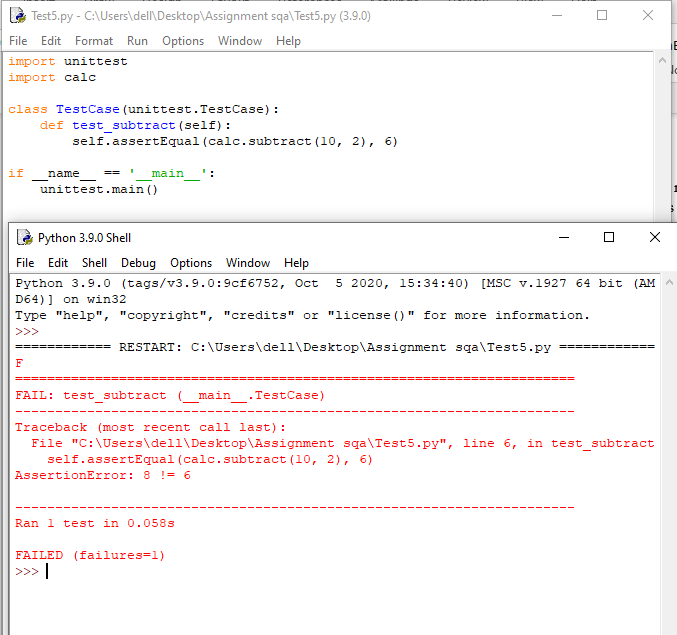 Test5.py - C:\Users\dell\Desktop\Assignment sqa\Test5.py (3.9.0)
File Edit Format Run Options Window Help
import unittest
import calc
class TestCase(unittest.TestCase):
    def test_subtract(self):
        self.assertEqual(calc.subtract(10, 2), 6)
if __name__ == '__main__':
    unittest.main()
Python 3.9.0 Shell
File Edit Shell Debug Options Window Help
Python 3.9.0 (tags/v3.9.0:9cf6752, Oct  5 2020, 15:34:40) [MSC v.1927 64 bit (AM
D64)] on win32
Type "help", "copyright", "credits" or "license()" for more information.
>>>
============ RESTART: C:\Users\dell\Desktop\Assignment sqa\Test5.py ============
F
======================================================================
FAIL: test_subtract (__main__.TestCase)
----------------------------------------------------------------------
Traceback (most recent call last):
  File "C:\Users\dell\Desktop\Assignment sqa\Test5.py", line 6, in test_subtract
    self.assertEqual(calc.subtract(10, 2), 6)
AssertionError: 8 != 6
----------------------------------------------------------------------
Ran 1 test in 0.058s
FAILED (failures=1)
>>>